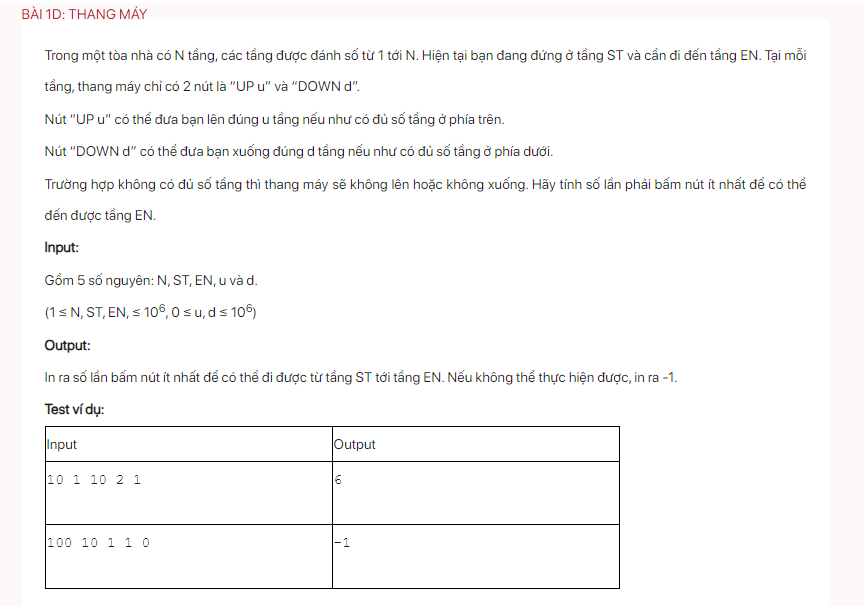 BÀI 1D: THANG MÁY
Trong một tòa nhà có N tầng, các tầng được đánh số từ 1 tới N. Hiện tại bạn đang đứng ở tầng ST và cần đi đến tầng EN. Tại mỗi
tầng, thang máy chỉ có 2 nút là "UP u" và "DOWN d".
Nút "UP u" có thể đưa bạn lên đúng u tầng nếu như có đủ số tầng ở phía trên.
Nút "DOWN d" có thể đưa bạn xuống đúng d tầng nếu như có đủ số tầng ở phía dưới.
Trường hợp không có đủ số tầng thì thang máy sẽ không lên hoặc không xuống. Hãy tính số lần phải bấm nút ít nhất để có thể
đến được tầng EN.
Input:
Gồm 5 số nguyên: N, ST, EN, u và d.
(1 ≤ N, ST, EN, ≤ 10⁶, 0 ≤ u, d ≤ 10⁶)
Output:
In ra số lần bấm nút ít nhất để có thể đi được từ tầng ST tới tầng EN. Nếu không thể thực hiện được, in ra -1.
Test ví dụ:
Input Output
10 1 10 2 1 6
100 10 1 1 0 -1